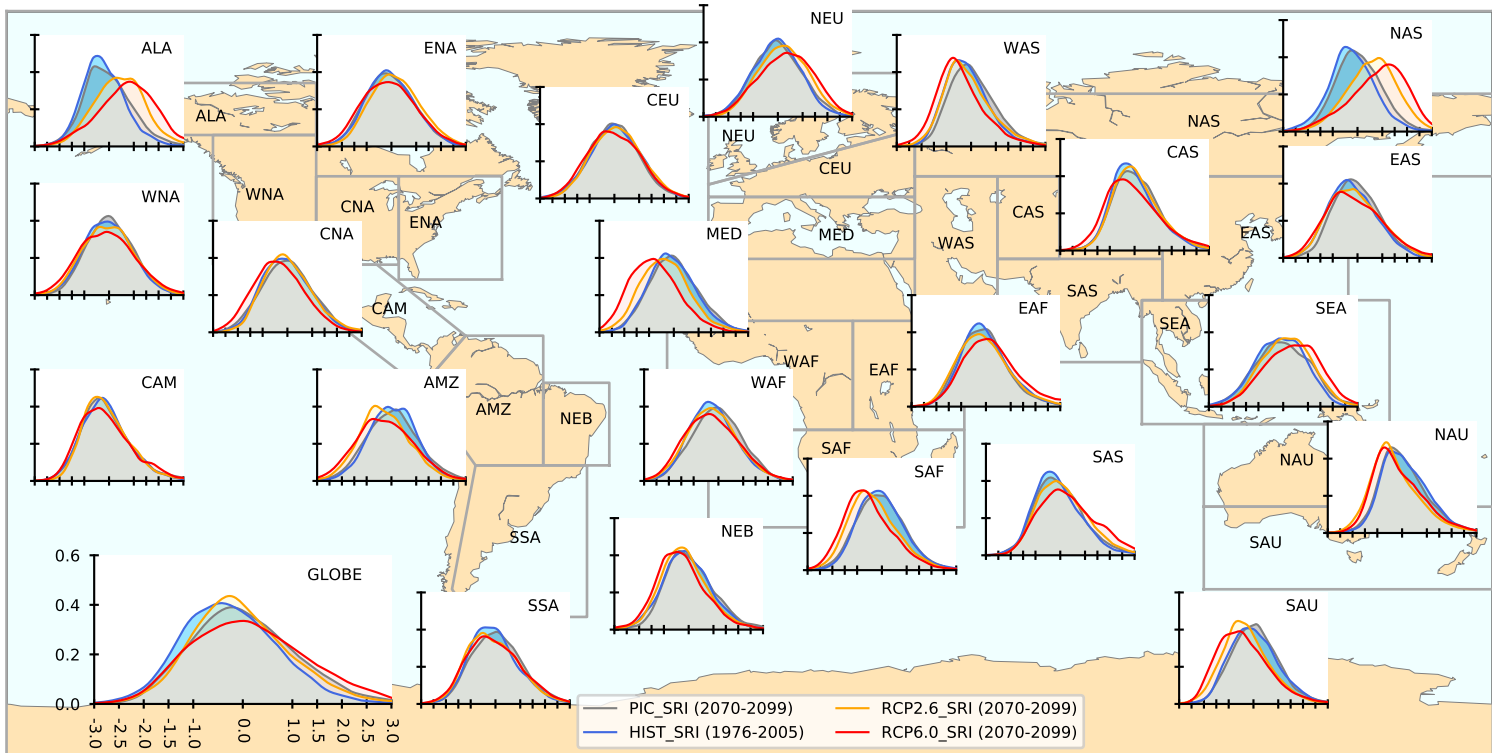 NEU
ALA
ENA
WAS
NAS
CEU
ALA
NAS
NEU
CAS
EAS
CEU
WNA
WNA
CNA
CAS
ENA
CNA
MED
MED
EAS
WAS
SAS
CAM
EAF
SEA
SEA
WAF
EAF
CAM
AMZ
WAF
AMZ
NEB
NAU
SAF
NAU
SAS
SAF
NEB
SSA
SAU
GLOBE
SSA
SAU
0.6
0.4
0.2
0.0
-3.0
-2.5
-2.0
-1.5
-1.0
0.0
1.0
1.5
2.0
2.5
3.0
PIC_SRI (2070-2099)
HIST_SRI (1976-2005)
RCP2.6_SRI (2070-2099)
RCP6.0_SRI (2070-2099)